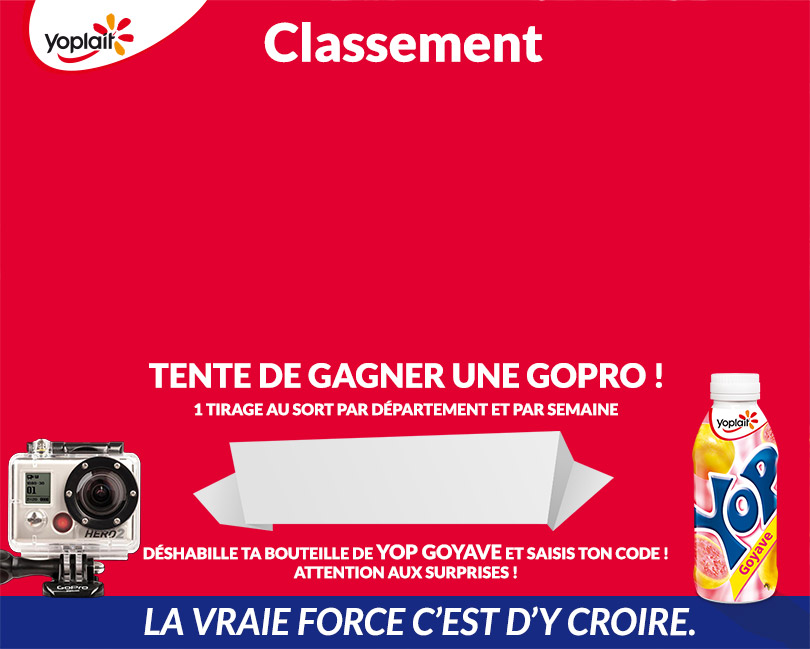 yoplait
Classement
TENTE DE GAGNER UNE GOPRO !
1 TIRAGE AU SORT PAR DÉPARTEMENT ET PAR SEMAINE
yoplait
YOP
Goyave
01
HERO2
GoPro
DÉSHABILLE TA BOUTEILLE DE YOP GOYAVE ET SAISIS TON CODE !
ATTENTION AUX SURPRISES !
LA VRAIE FORCE C’EST D’Y CROIRE.